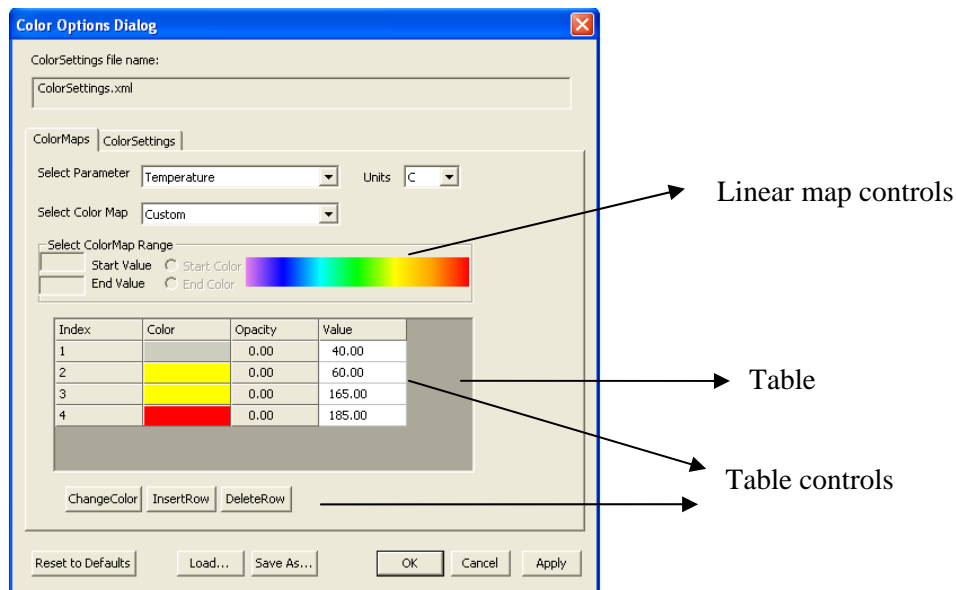 Color Options Dialog
ColorSettings file name:
ColorSettings.xml
ColorMaps ColorSettings
Select Parameter Temperature Units C
Select Color Map Custom
Select ColorMap Range
Start Value Start Color
End Value End Color
Linear map controls
Index Color Opacity Value
1 0.00 40.00
2 0.00 60.00
3 0.00 165.00
4 0.00 185.00
Table
Table controls
ChangeColor InsertRow DeleteRow
Reset to Defaults Load... Save As... OK Cancel Apply